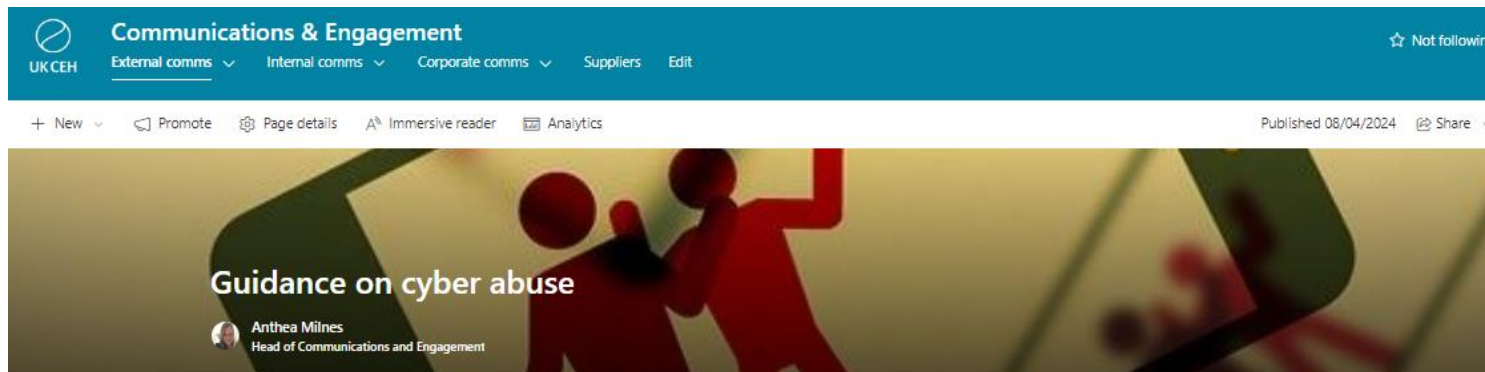 Communications & Engagement
Not followin
UKCEH
External comms
Internal comms
Corporate comms
Suppliers
Edit
+ New
Promote
Page details
Immersive reader
Analytics
Published 08/04/2024
Share
Guidance on cyber abuse
Anthea Milnes
Head of Communications and Engagement